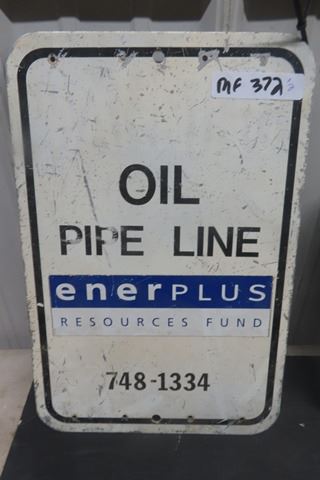 MF 372
OIL
PIPE LINE
enerPLUS
RESOURCES FUND
748-1334